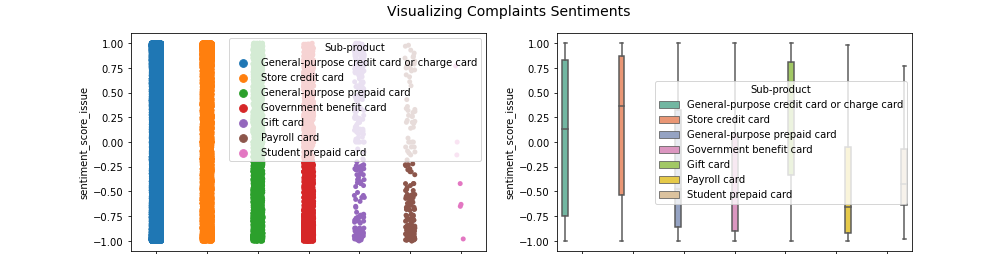 Visualizing Complaints Sentiments
sentiment_score_issue
1.00
0.75
0.50
0.25
0.00
−0.25
−0.50
−0.75
−1.00
Sub-product
General-purpose credit card or charge card
Store credit card
General-purpose prepaid card
Government benefit card
Gift card
Payroll card
Student prepaid card
sentiment_score_issue
1.00
0.75
0.50
0.25
0.00
−0.25
−0.50
−0.75
−1.00
Sub-product
General-purpose credit card or charge card
Store credit card
General-purpose prepaid card
Government benefit card
Gift card
Payroll card
Student prepaid card